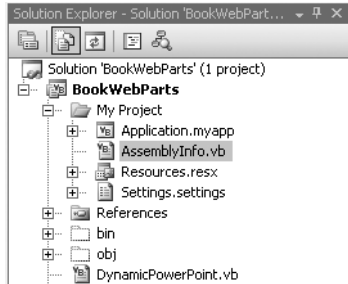 Solution Explorer - Solution 'BookWebPart...
Solution 'BookWebParts' (1 project)
BookWebParts
My Project
Application.myapp
AssemblyInfo.vb
Resources.resx
Settings.settings
References
bin
obj
DynamicPowerPoint.vb